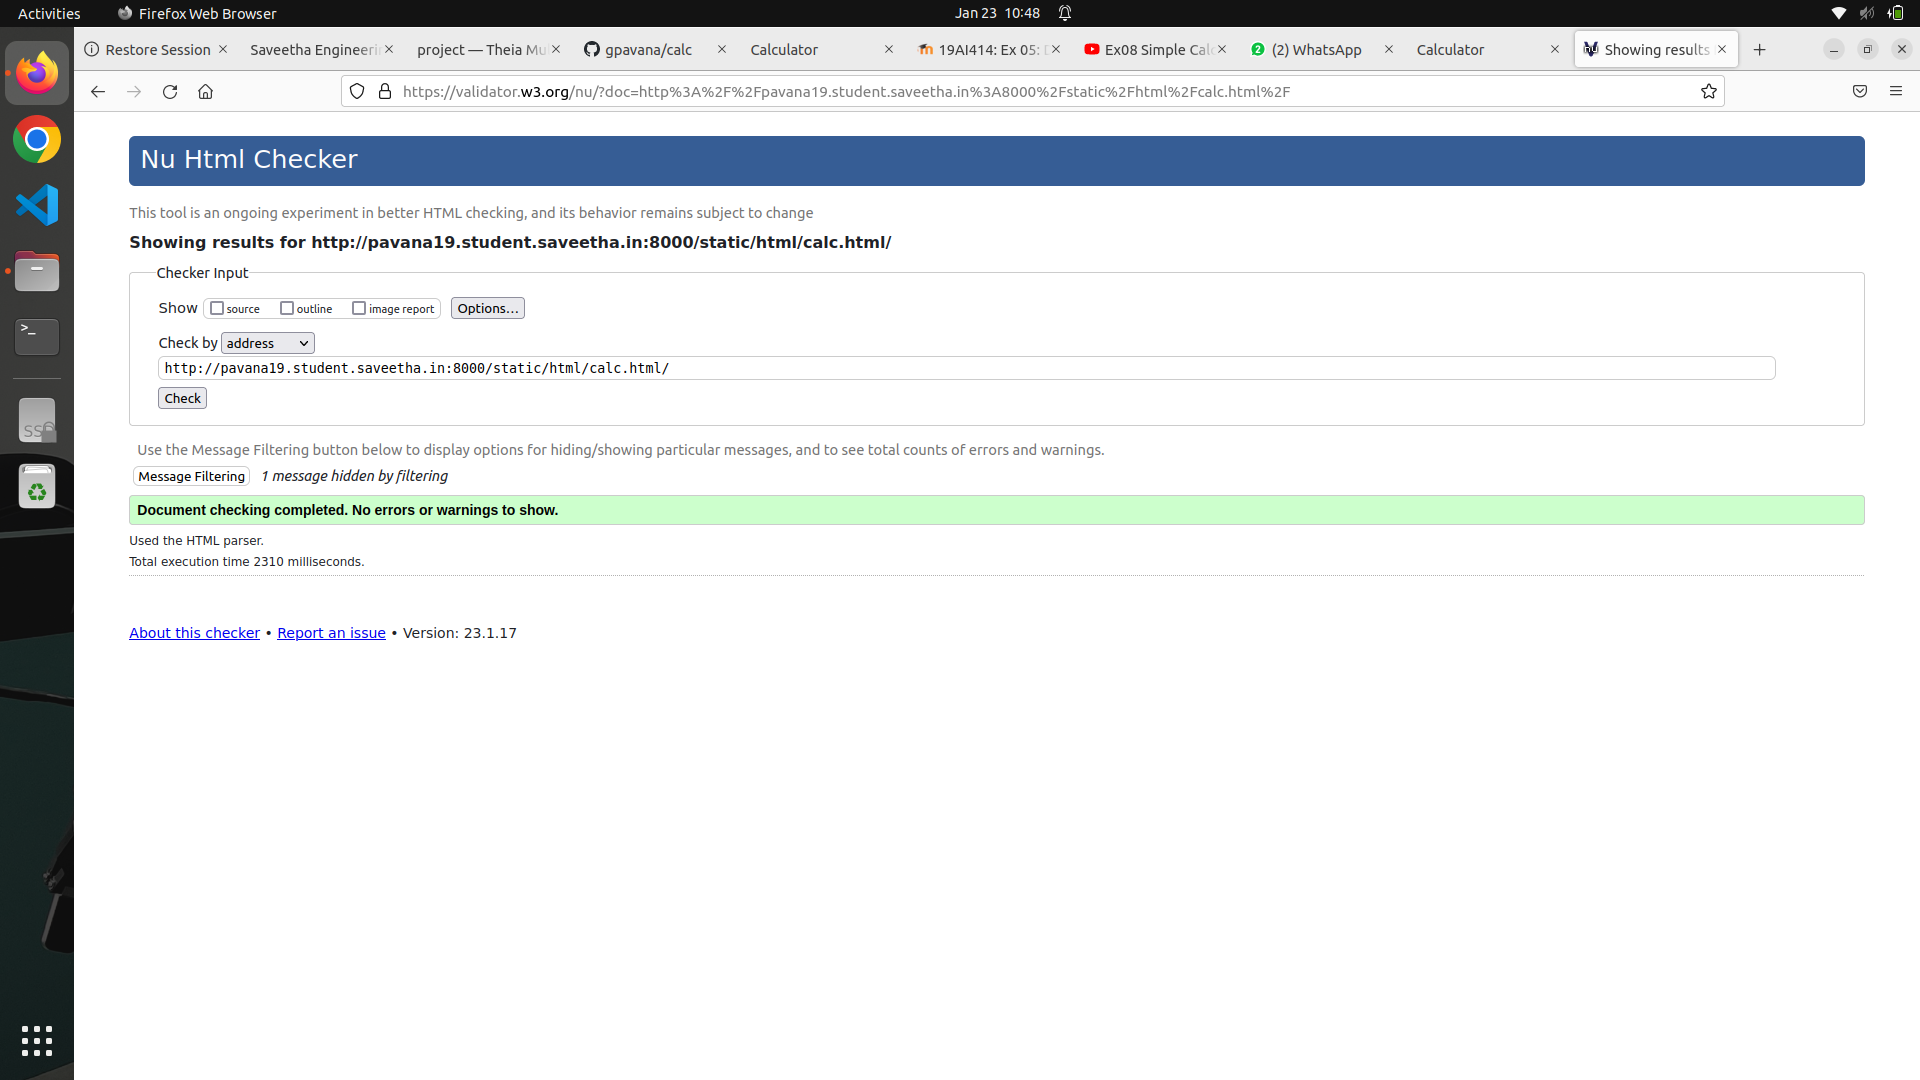 Activities
Firefox Web Browser
Jan 23 10:48
Restore Session
Saveetha Engineerin
project — Theia Mu
gpavana/calc
Calculator
19AI414: Ex 05: D
Ex08 Simple Calc
(2) WhatsApp
Calculator
Showing results
https://validator.w3.org/nu/?doc=http%3A%2F%2Fpavana19.student.saveetha.in%3A8000%2Fstatic%2Fhtml%2Fcalc.html%2F
Nu Html Checker
This tool is an ongoing experiment in better HTML checking, and its behavior remains subject to change
Showing results for http://pavana19.student.saveetha.in:8000/static/html/calc.html/
Checker Input
Show source outline image report Options...
Check by address
http://pavana19.student.saveetha.in:8000/static/html/calc.html/
Check
Use the Message Filtering button below to display options for hiding/showing particular messages, and to see total counts of errors and warnings.
Message Filtering 1 message hidden by filtering
Document checking completed. No errors or warnings to show.
Used the HTML parser.
Total execution time 2310 milliseconds.
About this checker • Report an issue • Version: 23.1.17
>_
SS